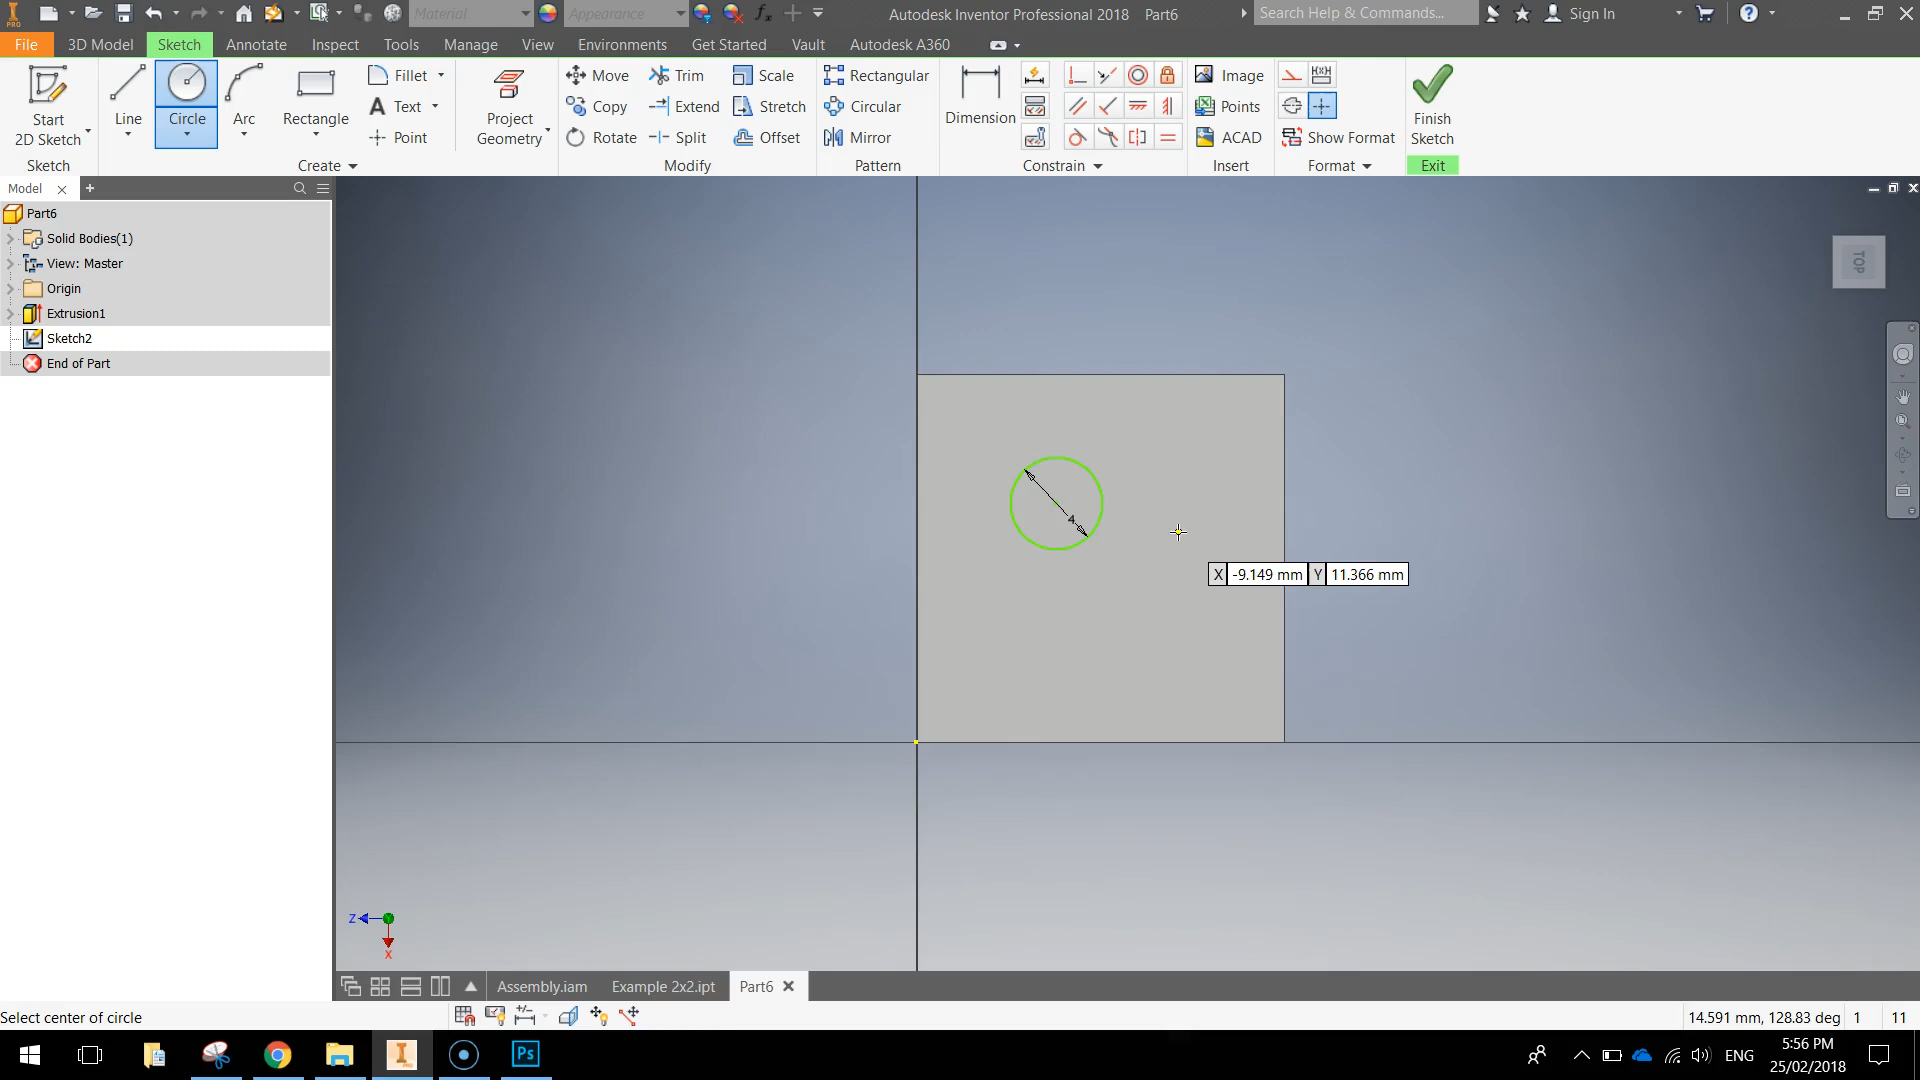 PRO Material Appearance fx Autodesk Inventor Professional 2018 Part6 Search Help & Commands... Sign In
File 3D Model Sketch Annotate Inspect Tools Manage View Environments Get Started Vault Autodesk A360
Start 2D Sketch
Line
Circle
Arc
Rectangle
Fillet
Text
Point
Project Geometry
Move
Copy
Rotate
Trim
Extend
Split
Scale
Stretch
Offset
Rectangular
Circular
Mirror
Dimension
Image
Points
ACAD
Show Format
Finish Sketch
Sketch Create Modify Pattern Constrain Insert Format Exit
Model
Part6
Solid Bodies(1)
View: Master
Origin
Extrusion1
Sketch2
End of Part
TOP
4
X -9.149 mm Y 11.366 mm
Z
X
Assembly.iam Example 2x2.ipt Part6
Select center of circle 14.591 mm, 128.83 deg 1 11
Ps ENG 5:56 PM
25/02/2018